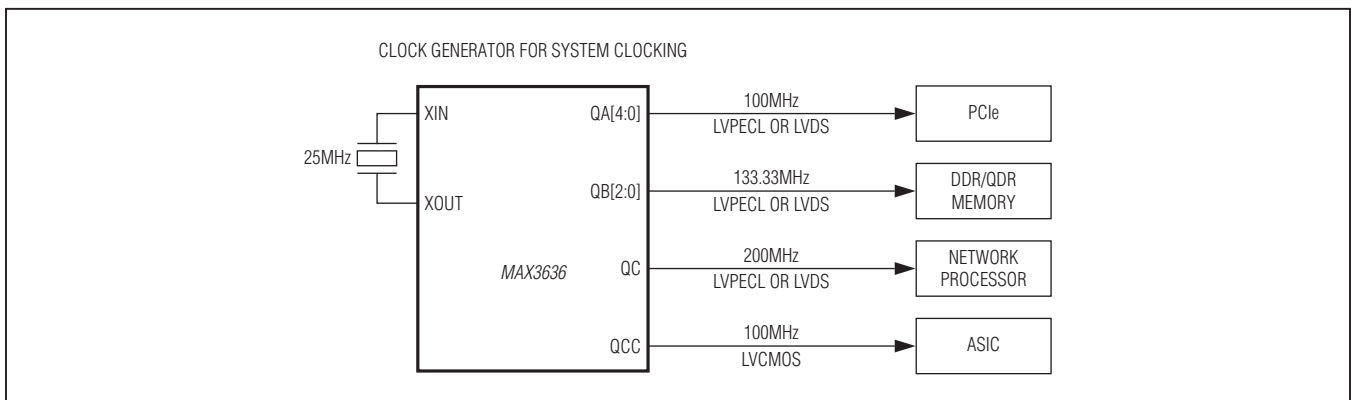 CLOCK GENERATOR FOR SYSTEM CLOCKING
XIN
XOUT
25MHz
MAX3636
QA[4:0]
100MHz
LVPECL OR LVDS
PCIe
QB[2:0]
133.33MHz
LVPECL OR LVDS
DDR/QDR
MEMORY
QC
200MHz
LVPECL OR LVDS
NETWORK
PROCESSOR
QCC
100MHz
LVCMOS
ASIC